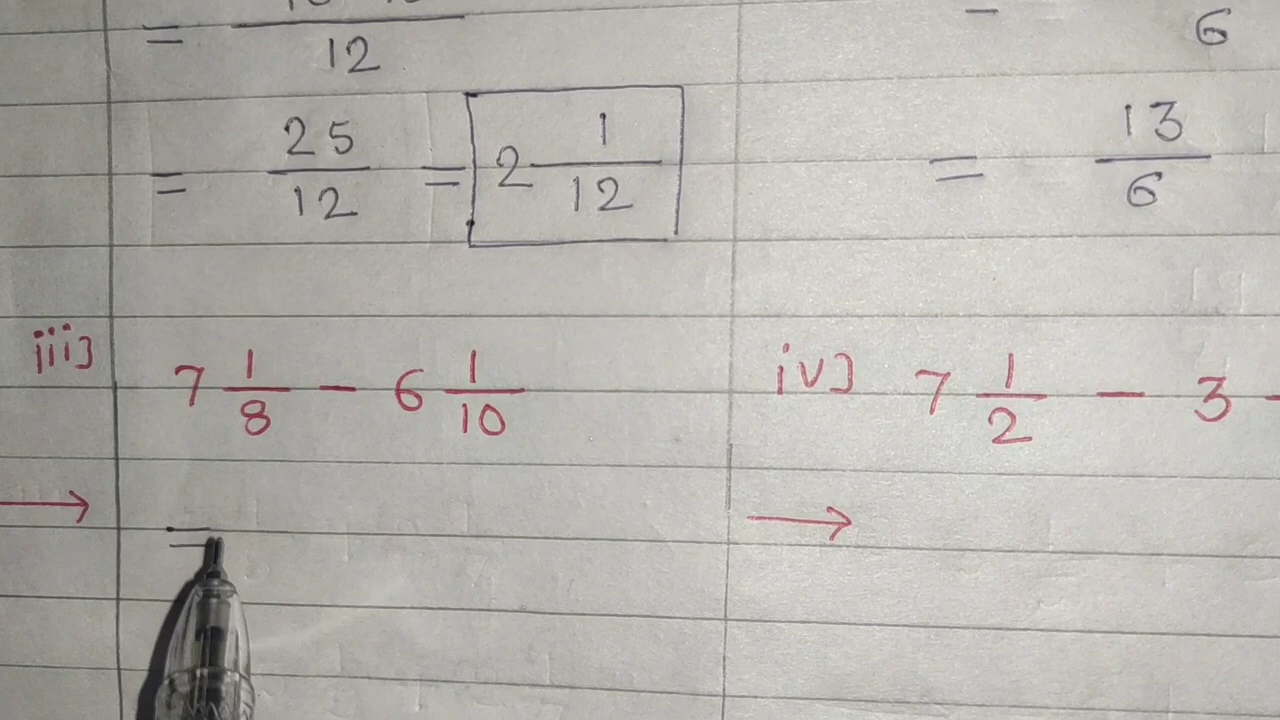 = ――― / 12
= 25/12 = 2 1/12
iii] 7 1/8 - 6 1/10
→ =
- 6
= 13/6
iv] 7 1/2 - 3 -
→